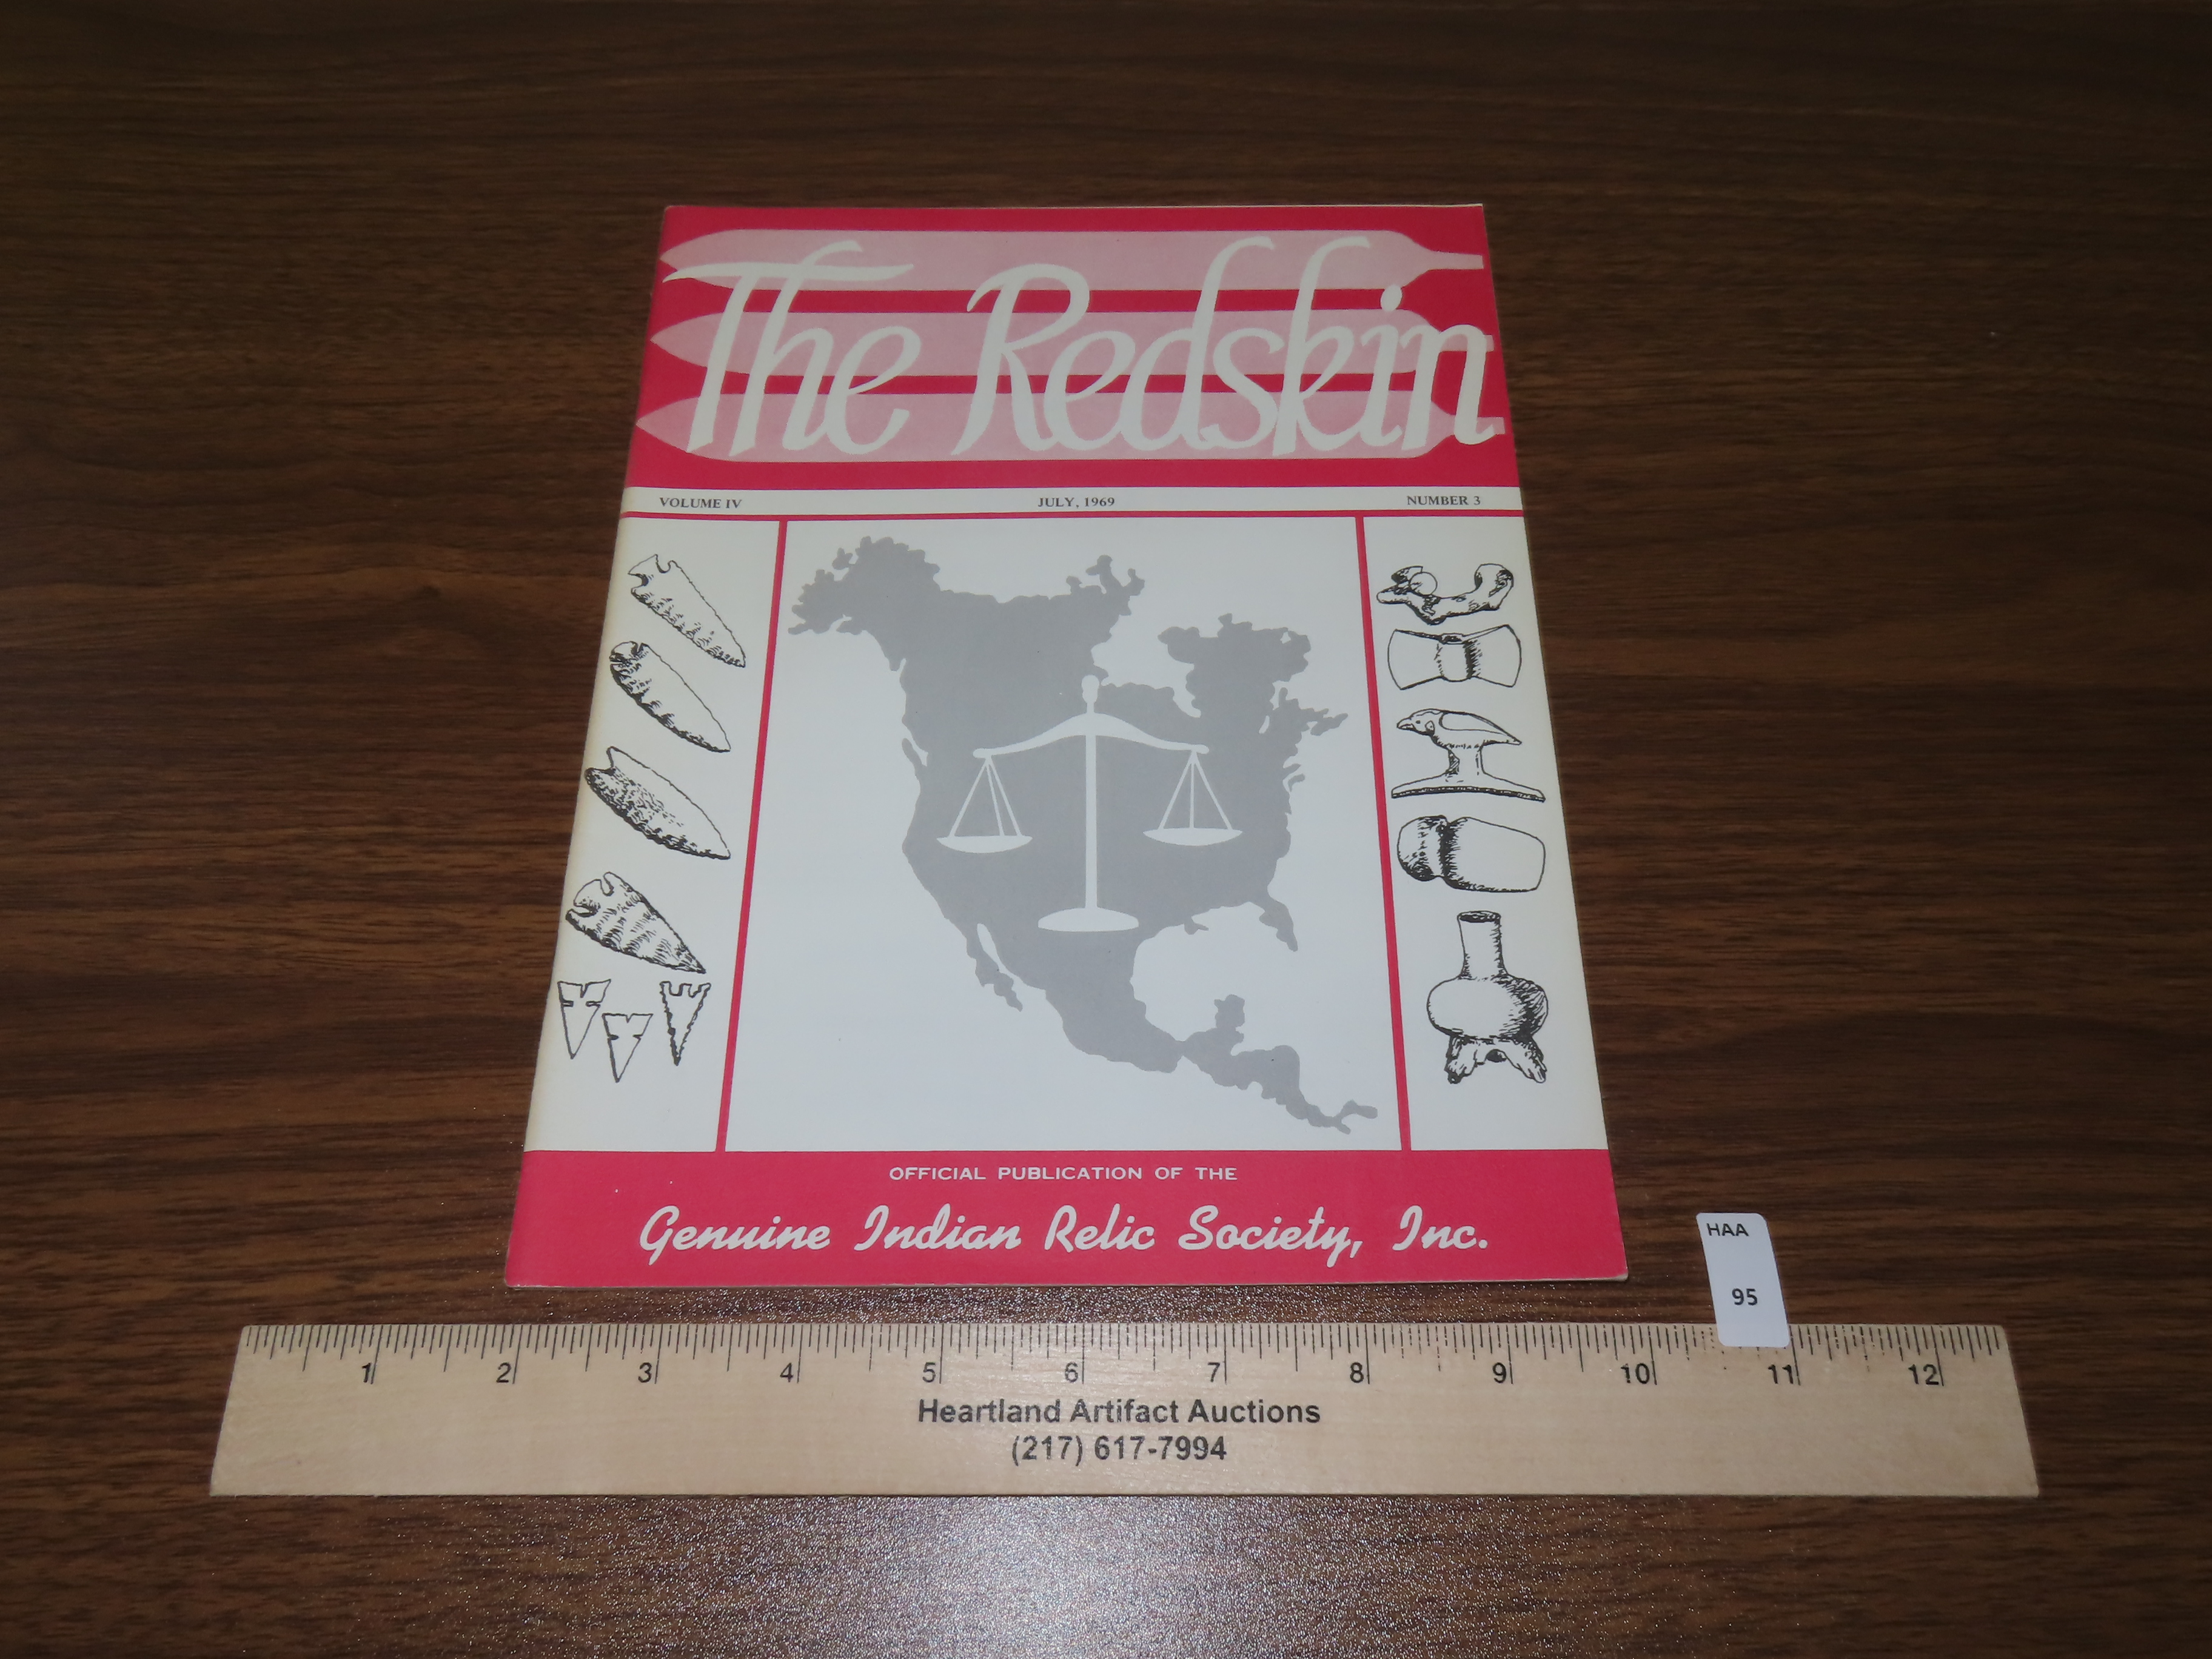 The Redskin
VOLUME IV JULY, 1969 NUMBER 3
OFFICIAL PUBLICATION OF THE
Genuine Indian Relic Society, Inc.
HAA
95
1 2 3 4 5 6 7 8 9 10 11 12
Heartland Artifact Auctions
(217) 617-7994